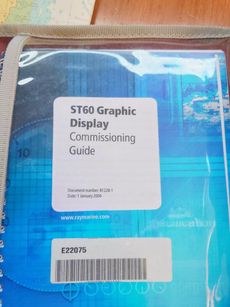 ST60 Graphic
Display
Commissioning
Guide
Document number: 81228-1
Date: 1 January 2004
www.raymarine.com
E22075